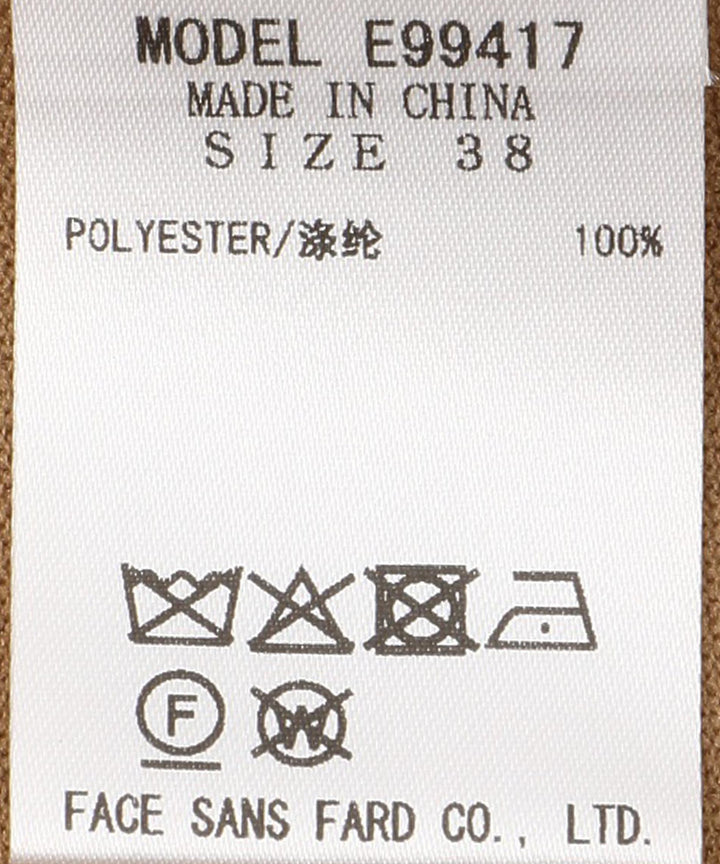 MODEL E99417
MADE IN CHINA
SIZE 38
POLYESTER/涤纶 100%
F W
FACE SANS FARD CO., LTD.